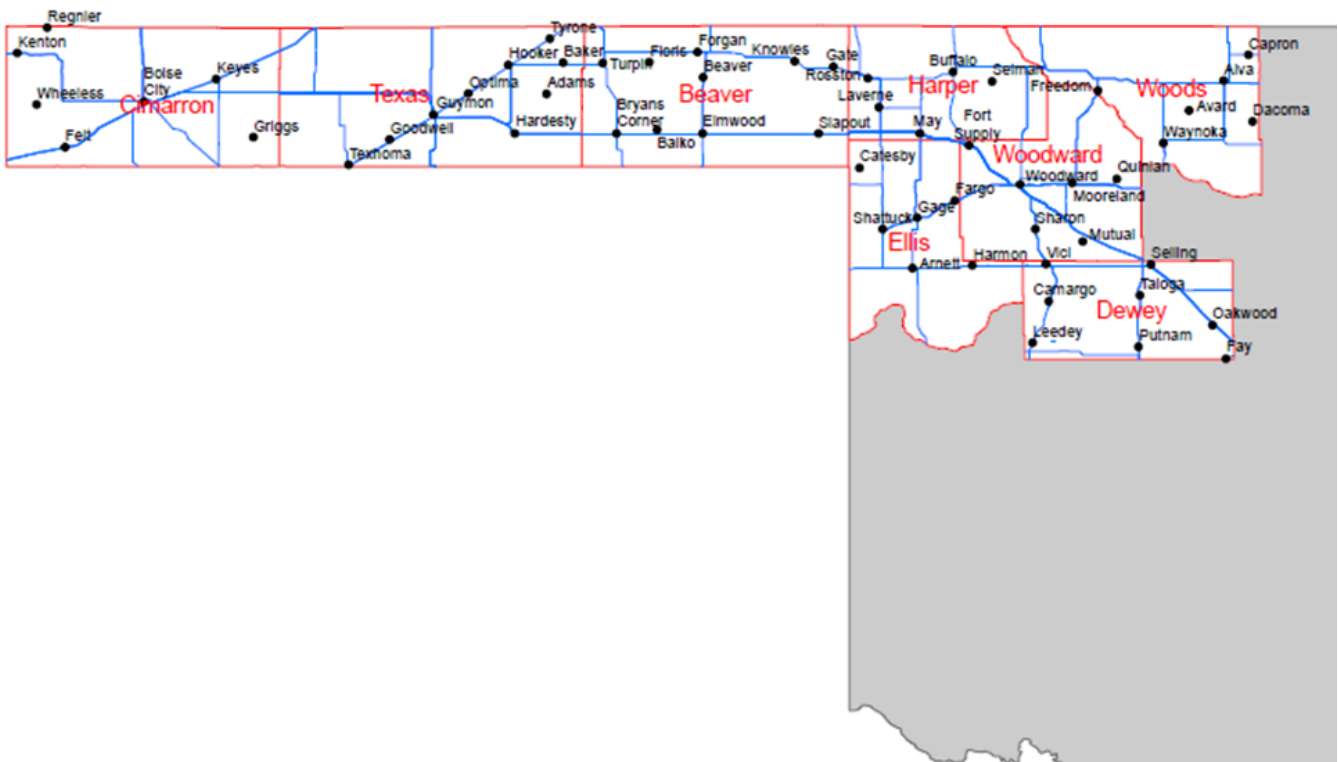 Regnier
Kenton
Wheeless
Boise
City
Keyes
Cimarron
Felt
Griggs
Texas
Tyrone
Hooker
Baker
Optima
Adams
Guymon
Goodwell
Texhoma
Hardesty
Turpin
Floris
Forgan
Knowles
Beaver
Beaver
Bryans
Corner
Balko
Elmwood
Slapout
Gate
Rosston
Laverne
Buffalo
Selman
Harper
May
Fort
Supply
Freedom
Woods
Capron
Alva
Avard
Dacoma
Waynoka
Catesby
Woodward
Woodward
Quinlan
Mooreland
Fargo
Gage
Shattuck
Ellis
Sharon
Mutual
Arnett
Harmon
Vici
Seiling
Camargo
Taloga
Dewey
Oakwood
Leedey
Putnam
Fay